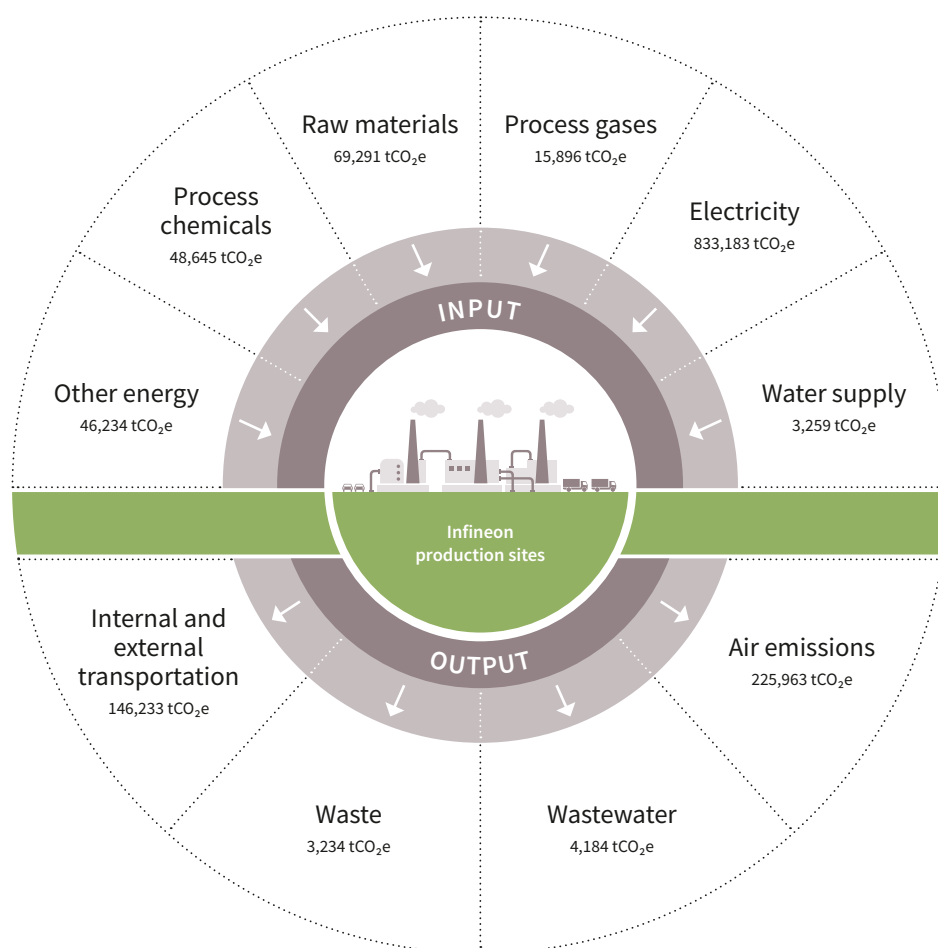 Raw materials
69,291 tCO₂e
Process gases
15,896 tCO₂e
Process
chemicals
48,645 tCO₂e
Electricity
833,183 tCO₂e
INPUT
Other energy
46,234 tCO₂e
Water supply
3,259 tCO₂e
Infineon
production sites
Internal and
external
transportation
146,233 tCO₂e
Air emissions
225,963 tCO₂e
OUTPUT
Waste
3,234 tCO₂e
Wastewater
4,184 tCO₂e